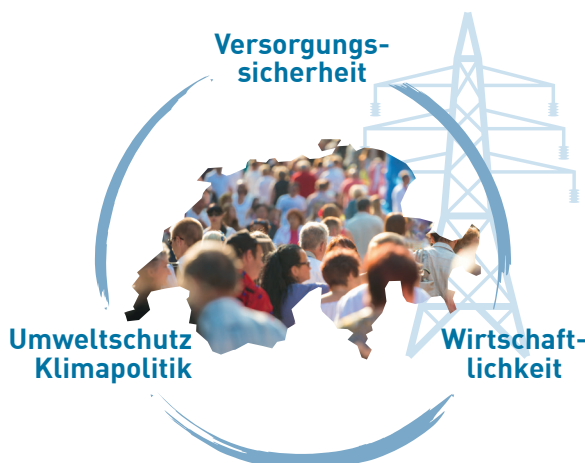 Versorgungs-
sicherheit
Umweltschutz
Klimapolitik
Wirtschaft-
lichkeit